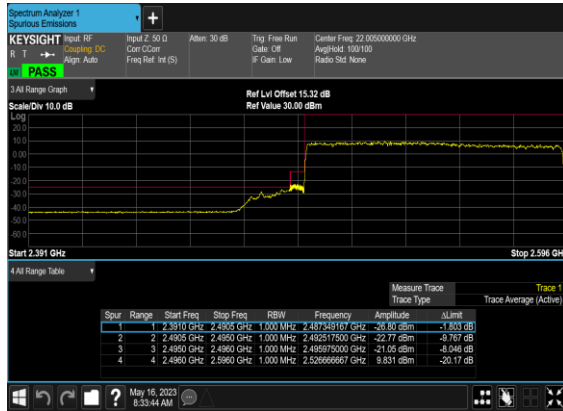 Spectrum Analyzer 1
Spurious Emissions
KEYSIGHT Input: RF Input Z: 50 Ω Atten: 30 dB Trig: Free Run Center Freq: 22.005000000 GHz
R T Coupling: DC Corr CCorr Gate: Off Avg|Hold: 100/100
Align: Auto Freq Ref: Int (S) IF Gain: Low Radio Std: None
PASS
3 All Range Graph
Ref Lvl Offset 15.32 dB
Scale/Div 10.0 dB Ref Value 30.00 dBm
Log
20.0
10.0
0.00
-10.0
-20.0
-30.0
-40.0
-50.0
-60.0
Start 2.391 GHz Stop 2.596 GH
4 All Range Table
Measure Trace Trace 1
Trace Type Trace Average (Active)
Spur Range Start Freq Stop Freq RBW Frequency Amplitude ΔLimit
1 1 2.3910 GHz 2.4905 GHz 1.000 MHz 2.487349167 GHz -26.80 dBm -1.803 dB
2 2 2.4905 GHz 2.4950 GHz 1.000 MHz 2.492517500 GHz -22.77 dBm -9.767 dB
3 3 2.4950 GHz 2.4960 GHz 1.000 MHz 2.495975000 GHz -21.05 dBm -8.046 dB
4 4 2.4960 GHz 2.5960 GHz 1.000 MHz 2.526666667 GHz 9.831 dBm -20.17 dB
? May 16, 2023
8:33:44 AM